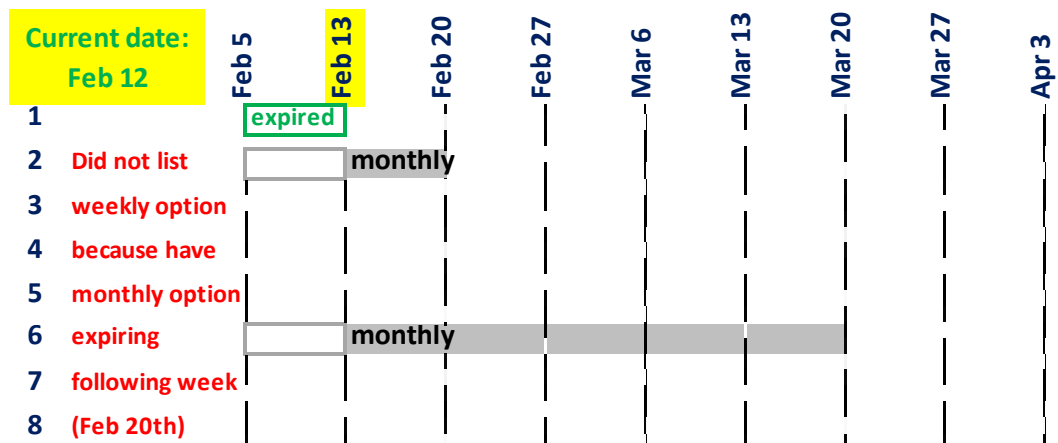 Current date:
Feb 12
Feb 5
Feb 13
Feb 20
Feb 27
Mar 6
Mar 13
Mar 20
Mar 27
Apr 3
1 expired
2 Did not list monthly
3 weekly option
4 because have
5 monthly option
6 expiring monthly
7 following week
8 (Feb 20th)